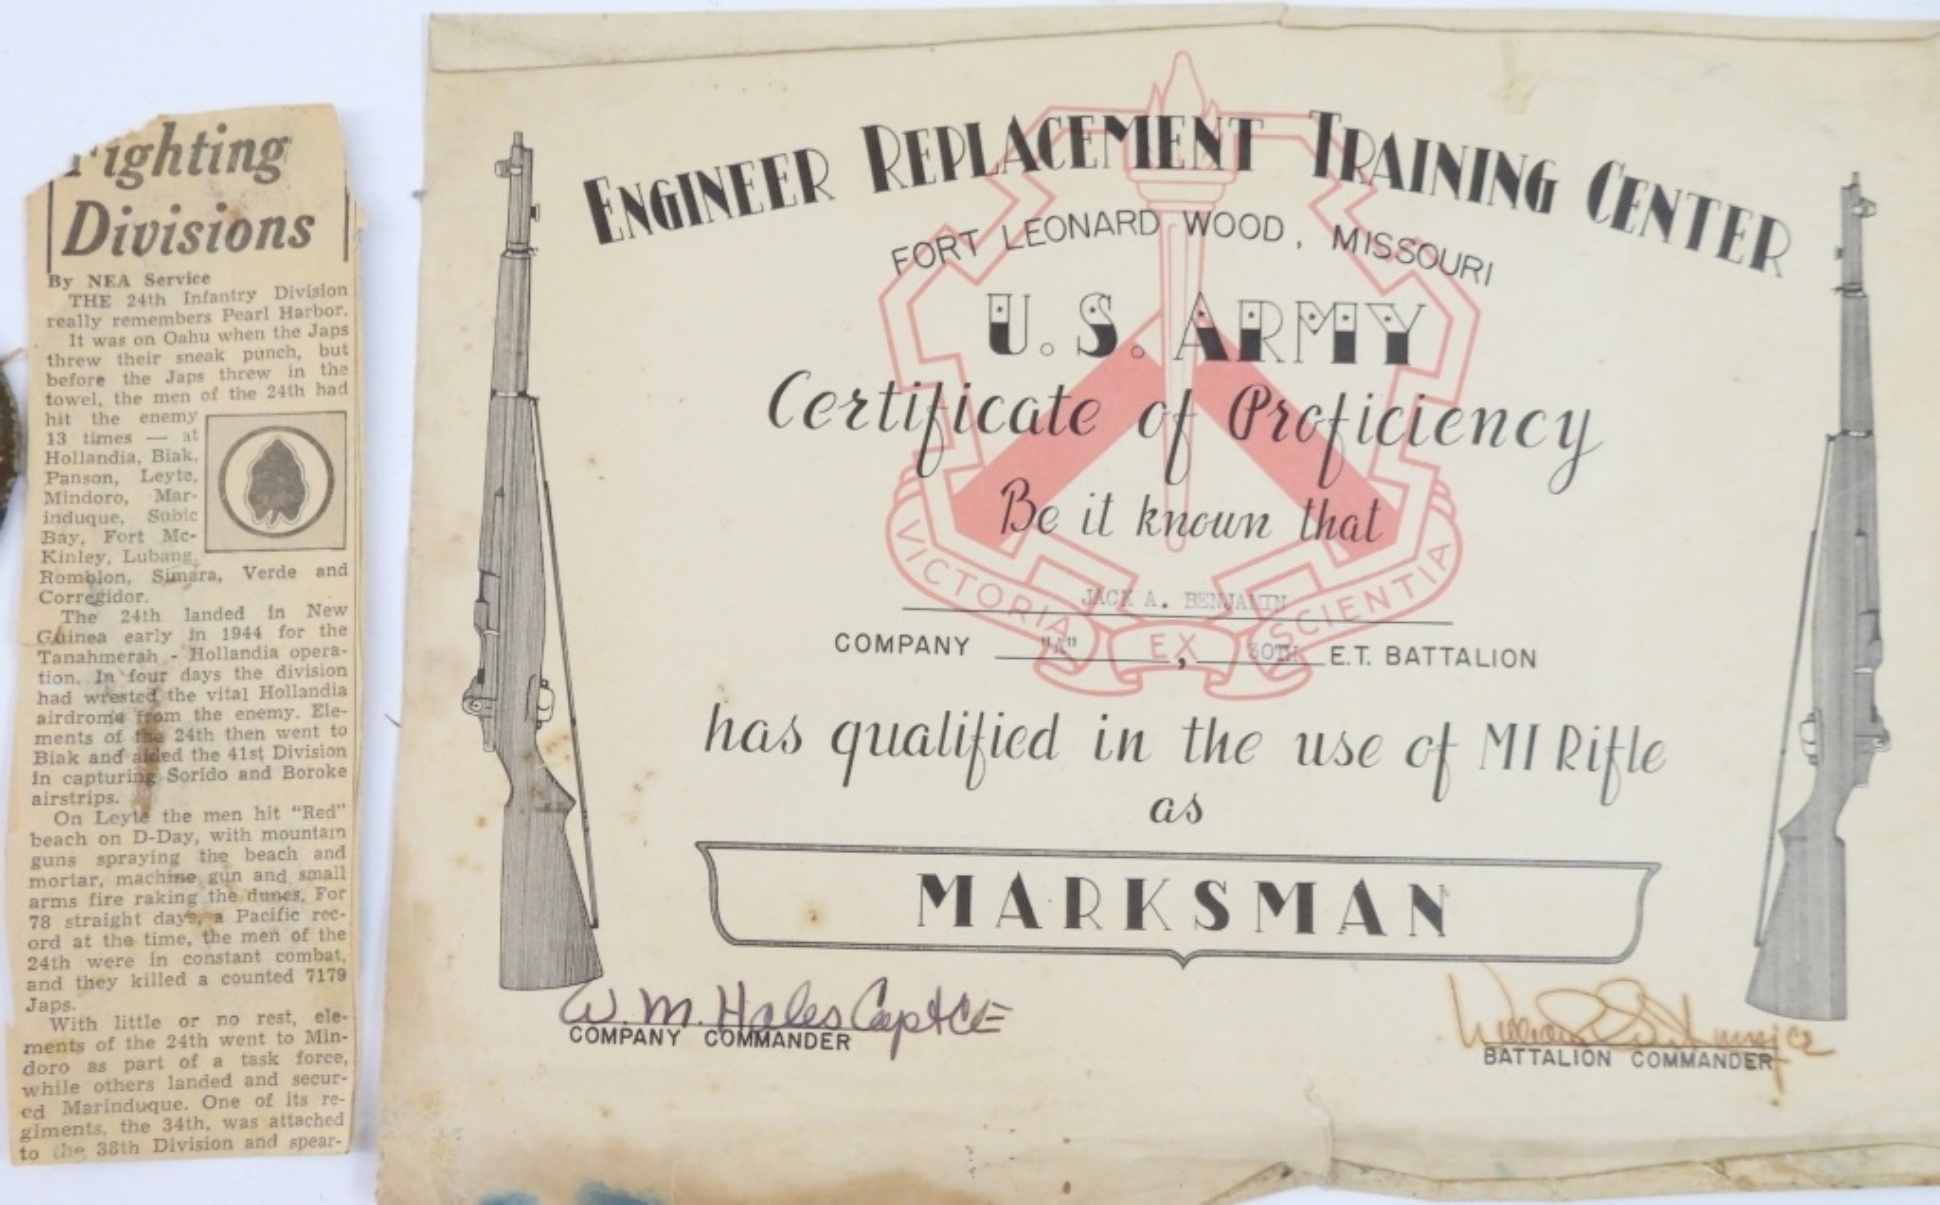 Fighting
Divisions
By NEA Service
THE 24th Infantry Division
really remembers Pearl Harbor.
It was on Oahu when the Japs
threw their sneak punch, but
before the Japs threw in the
towel, the men of the 24th had
hit the enemy
13 times — at
Hollandia, Biak,
Panson, Leyte,
Mindoro, Mar-
induque, Subic
Bay, Fort Mc-
Kinley, Lubang,
Romblon, Simara, Verde and
Corregidor.
The 24th landed in New
Guinea early in 1944 for the
Tanahmerah - Hollandia opera-
tion. In four days the division
had wrested the vital Hollandia
airdrome from the enemy. Ele-
ments of the 24th then went to
Biak and aided the 41st Division
in capturing Sorido and Boroke
airstrips.
On Leyte the men hit "Red"
beach on D-Day, with mountain
guns spraying the beach and
mortar, machine gun and small
arms fire raking the dunes. For
78 straight days, a Pacific rec-
ord at the time, the men of the
24th were in constant combat,
and they killed a counted 7179
Japs.
With little or no rest, ele-
ments of the 24th went to Min-
doro as part of a task force,
while others landed and secur-
ed Marinduque. One of its re-
giments, the 34th, was attached
to the 38th Division and spear-
ENGINEER REPLACEMENT TRAINING CENTER
FORT LEONARD WOOD, MISSOURI
U.S. ARMY
Certificate of Proficiency
Be it known that
JACK A. BENJAMIN
COMPANY "A", 30TH E.T. BATTALION
VICTORIA EX SCIENTIA
has qualified in the use of M1 Rifle
as
MARKSMAN
W. M. Hales Capt CE
COMPANY COMMANDER
BATTALION COMMANDER